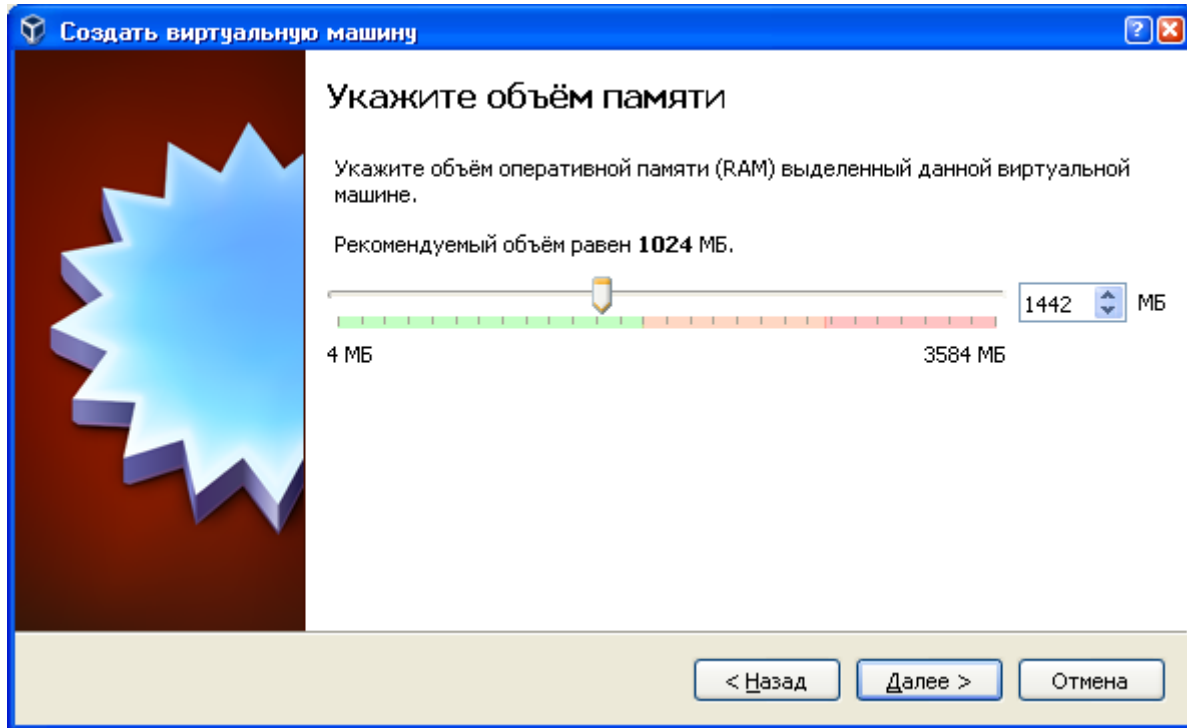 Создать виртуальную машину
Укажите объём памяти
Укажите объём оперативной памяти (RAM) выделенный данной виртуальной
машине.
Рекомендуемый объём равен 1024 МБ.
1442 МБ
4 МБ 3584 МБ
< Назад Далее > Отмена